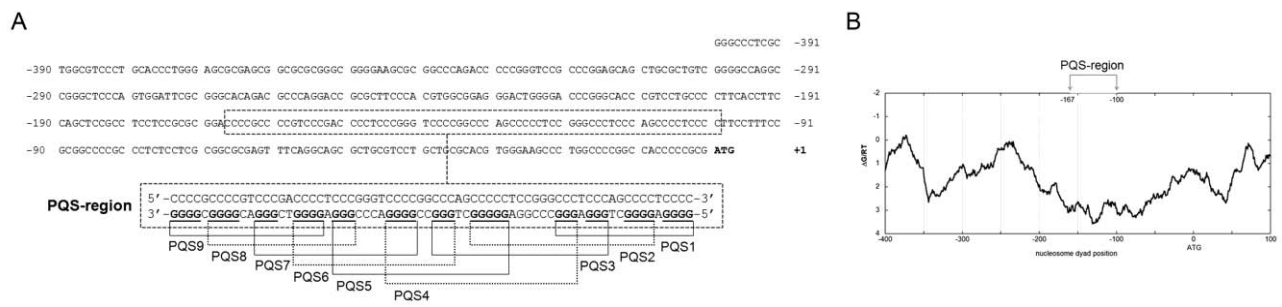 A
GGGCCCTCGC -391
-390 TGGCGTCCCT GCACCCTGGG AGCGCGAGCG GCGCGCGGGC GGGGAAGCGC GGCCCAGACC CCCGGGTCCG CCCGGAGCAG CTGCGCTGTC GGGGCCAGGC -291
-290 CGGGCTCCCA GTGGATTCGC GGGCACAGAC GCCCAGGACC GCGCTTCCCA CGTGGCGGAG GGACTGGGGA CCCGGGCACC CGTCCTGCCC CTTCACCTTC -191
-190 CAGCTCCGCC TCCTCCGCGC GGACCCCGCC CCGTCCCGAC CCCTCCCGGG TCCCCGGCCC AGCCCCCTCC GGGCCCTCCC AGCCCCTCCC CTTCCTTTCC -91
-90 GCGGCCCCGC CCTCTCCTCG CGGCGCGAGT TTCAGGCAGC GCTGCGTCCT GCTGCGCACG TGGGAAGCCC TGGCCCCGGC CACCCCCGCG ATG +1
PQS-region
5'-CCCCGCCCCGTCCCGACCCCTCCCGGGTCCCCGGCCCAGCCCCCTCCGGGCCCTCCCAGCCCCTCCCC-3'
3'-GGGGCGGGGCAGGGCTGGGGAGGGCCCAGGGGCCGGGTCGGGGGAGGCCCGGGAGGGTCGGGGAGGGG-5'
PQS9
PQS8
PQS7
PQS6
PQS5
PQS4
PQS3
PQS2
PQS1
B
PQS-region
-167 -100
ΔG/RT
-2
-1
0
1
2
3
4
-400 -300 -200 -100 0 100
ATG
nucleosome dyad position